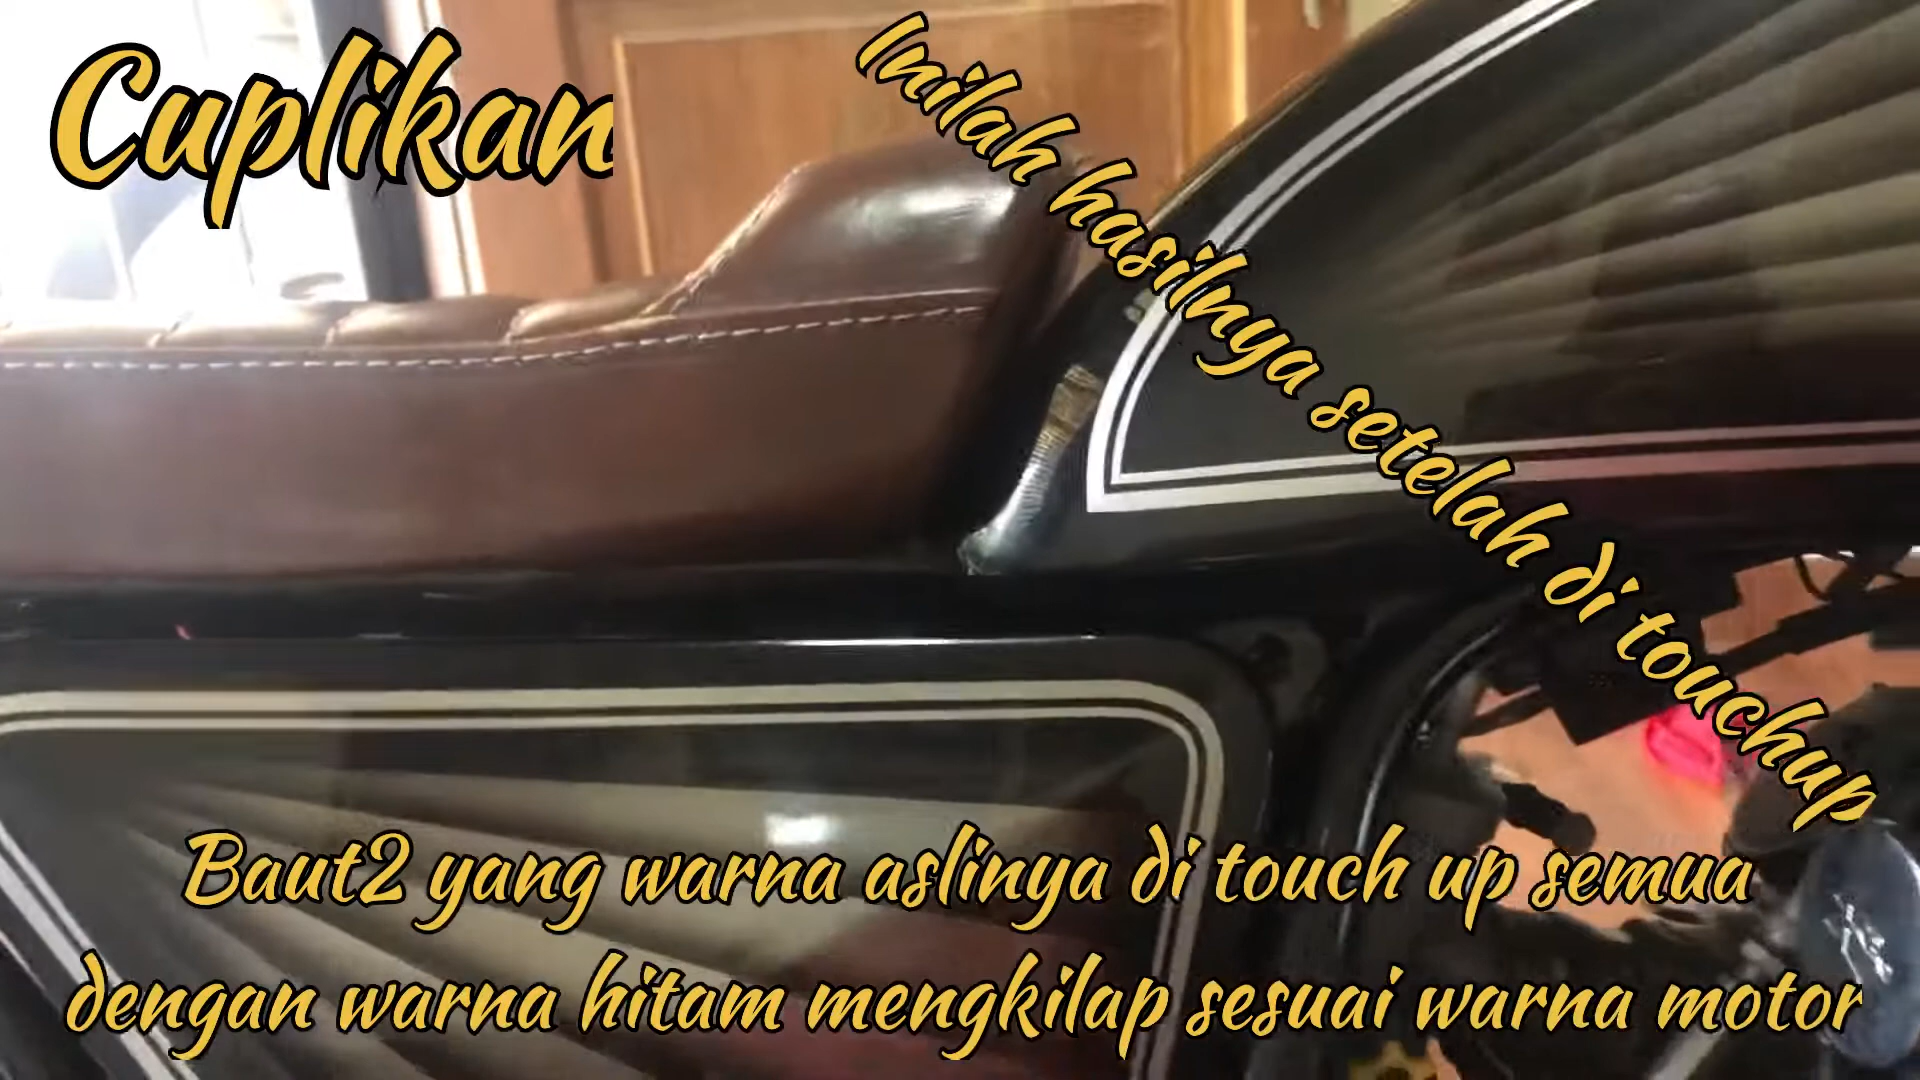 Cuplikan
Inilah hasilnya setelah di touchup
Baut2 yang warna aslinya di touch up semua
dengan warna hitam mengkilap sesuai warna motor